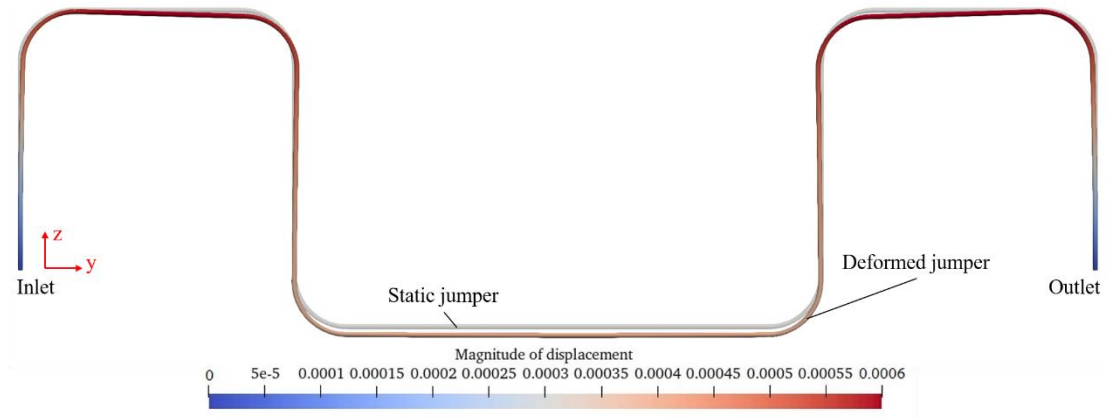 z
y
Inlet
Static jumper
Deformed jumper
Outlet
Magnitude of displacement
0 5e-5 0.0001 0.00015 0.0002 0.00025 0.0003 0.00035 0.0004 0.00045 0.0005 0.00055 0.0006